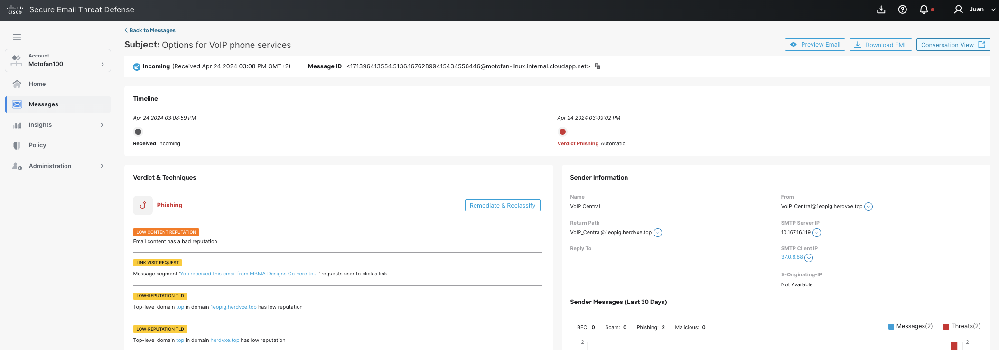 CISCO Secure Email Threat Defense
Juan
Back to Messages
Subject: Options for VoIP phone services
Preview Email
Download EML
Conversation View
Account
Motofan100
Home
Messages
Insights
Policy
Administration
Incoming (Received Apr 24 2024 03:08 PM GMT+2) Message ID <171396413554.5136.16762899415434556446@motofan-linux.internal.cloudapp.net>
Timeline
Apr 24 2024 03:08:59 PM
Apr 24 2024 03:09:02 PM
Received Incoming
Verdict Phishing Automatic
Verdict & Techniques
Phishing
Remediate & Reclassify
LOW CONTENT REPUTATION
Email content has a bad reputation
LINK VISIT REQUEST
Message segment 'You received this email from MBMA Designs Go here to... ' requests user to click a link
LOW-REPUTATION TLD
Top-level domain top in domain 1eopig.herdvxe.top has low reputation
LOW-REPUTATION TLD
Top-level domain top in domain herdvxe.top has low reputation
Sender Information
Name
VoIP Central
From
VoIP_Central@1eopig.herdvxe.top
Return Path
VoIP_Central@1eopig.herdvxe.top
SMTP Server IP
10.167.16.119
Reply To
SMTP Client IP
37.0.8.88
X-Originating-IP
Not Available
Sender Messages (Last 30 Days)
BEC: 0 Scam: 0 Phishing: 2 Malicious: 0
Messages(2) Threats(2)
2
2